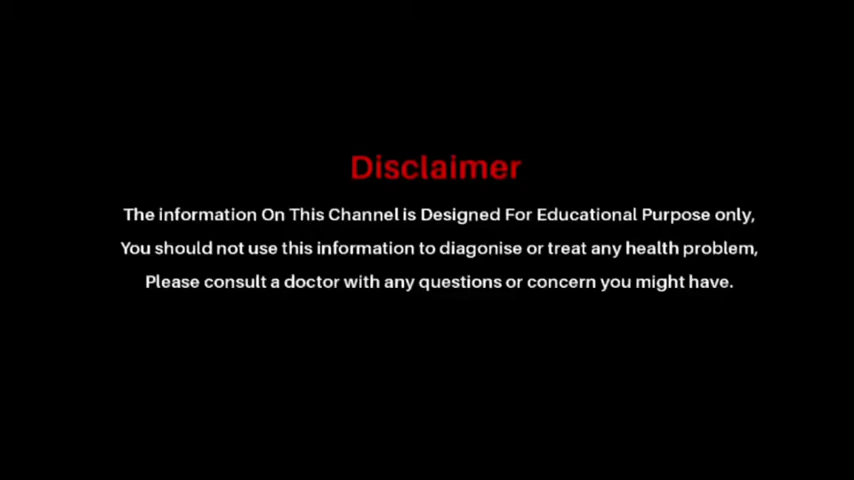 Disclaimer
The information On This Channel is Designed For Educational Purpose only,
You should not use this information to diagonise or treat any health problem,
Please consult a doctor with any questions or concern you might have.